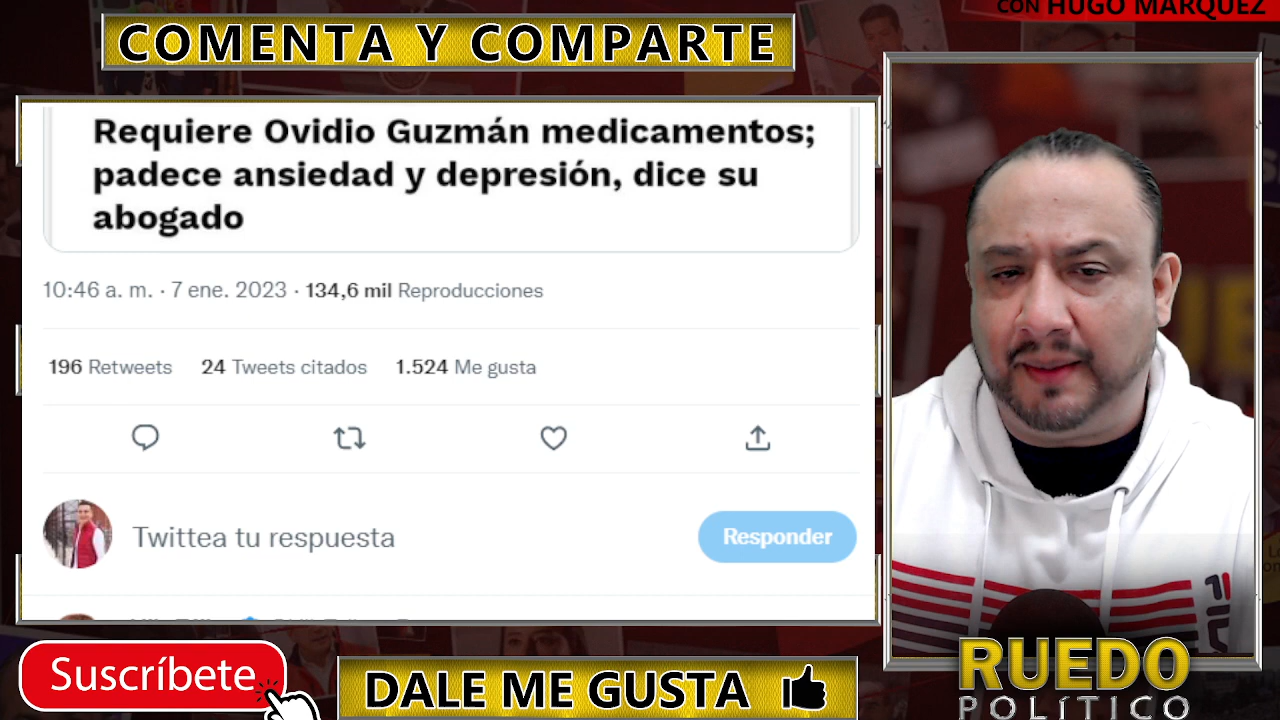 CON HUGO MÁRQUEZ
COMENTA Y COMPARTE
Requiere Ovidio Guzmán medicamentos;
padece ansiedad y depresión, dice su
abogado
10:46 a. m. · 7 ene. 2023 · 134,6 mil Reproducciones
196 Retweets 24 Tweets citados 1.524 Me gusta
Twittea tu respuesta
Responder
FILA
Suscríbete
DALE ME GUSTA
RUEDO
POLÍTICO